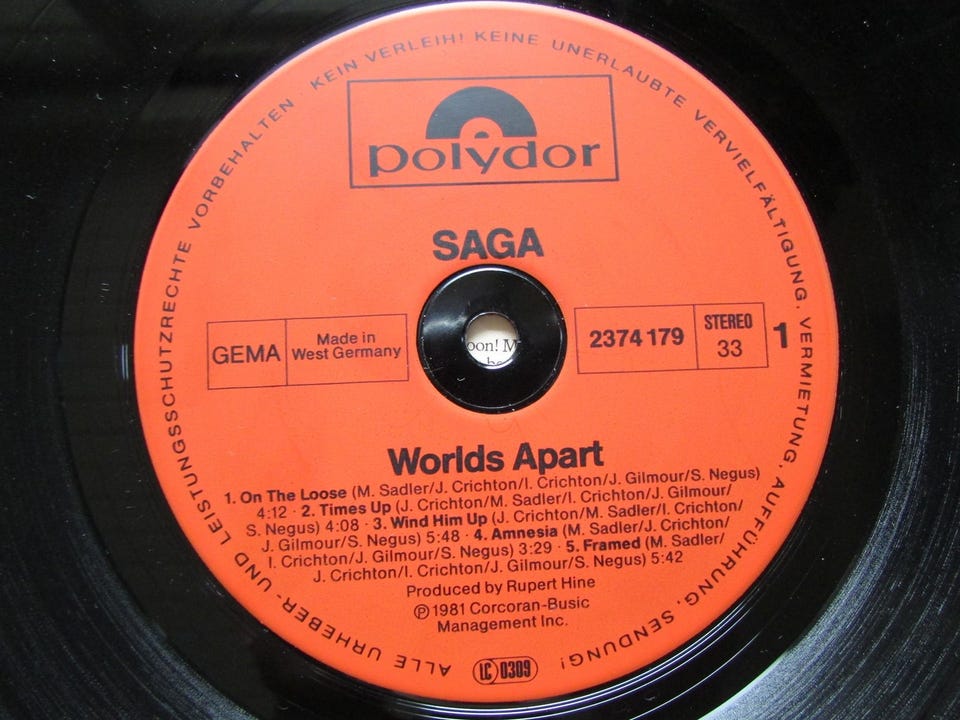 ALLE URHEBER- UND LEISTUNGSSCHUTZRECHTE VORBEHALTEN KEIN VERLEIH! KEINE UNERLAUBTE VERVIELFÄLTIGUNG, VERMIETUNG, AUFFÜHRUNG, SENDUNG!
polydor
SAGA
GEMA
Made in
West Germany
2374 179
STEREO
33
1
oon! M
Worlds Apart
1. On The Loose (M. Sadler/J. Crichton/I. Crichton/J. Gilmour/S. Negus)
4:12 · 2. Times Up (J. Crichton/M. Sadler/I. Crichton/J. Gilmour/
S. Negus) 4:08 · 3. Wind Him Up (J. Crichton/M. Sadler/I. Crichton/
J. Gilmour/S. Negus) 5:48 · 4. Amnesia (M. Sadler/J. Crichton/
I. Crichton/J. Gilmour/S. Negus) 3:29 · 5. Framed (M. Sadler/
J. Crichton/I. Crichton/J. Gilmour/S. Negus) 5:42
Produced by Rupert Hine
℗ 1981 Corcoran-Busic
Management Inc.
LC 0309